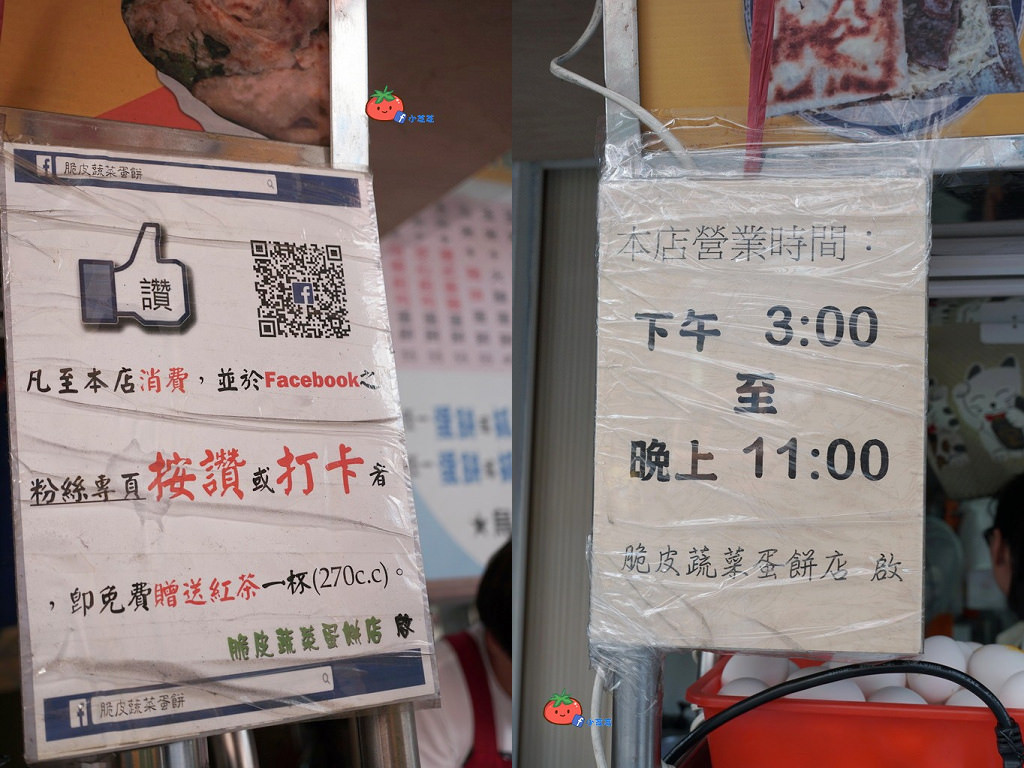 脆皮蔬菜蛋餅
讚
凡至本店消費，並於Facebook之
粉絲專頁按讚或打卡者
，即免費贈送紅茶一杯(270c.c)。
脆皮蔬菜蛋餅店 啟
脆皮蔬菜蛋餅
本店營業時間：
下午 3:00
至
晚上 11:00
脆皮蔬菜蛋餅店 啟